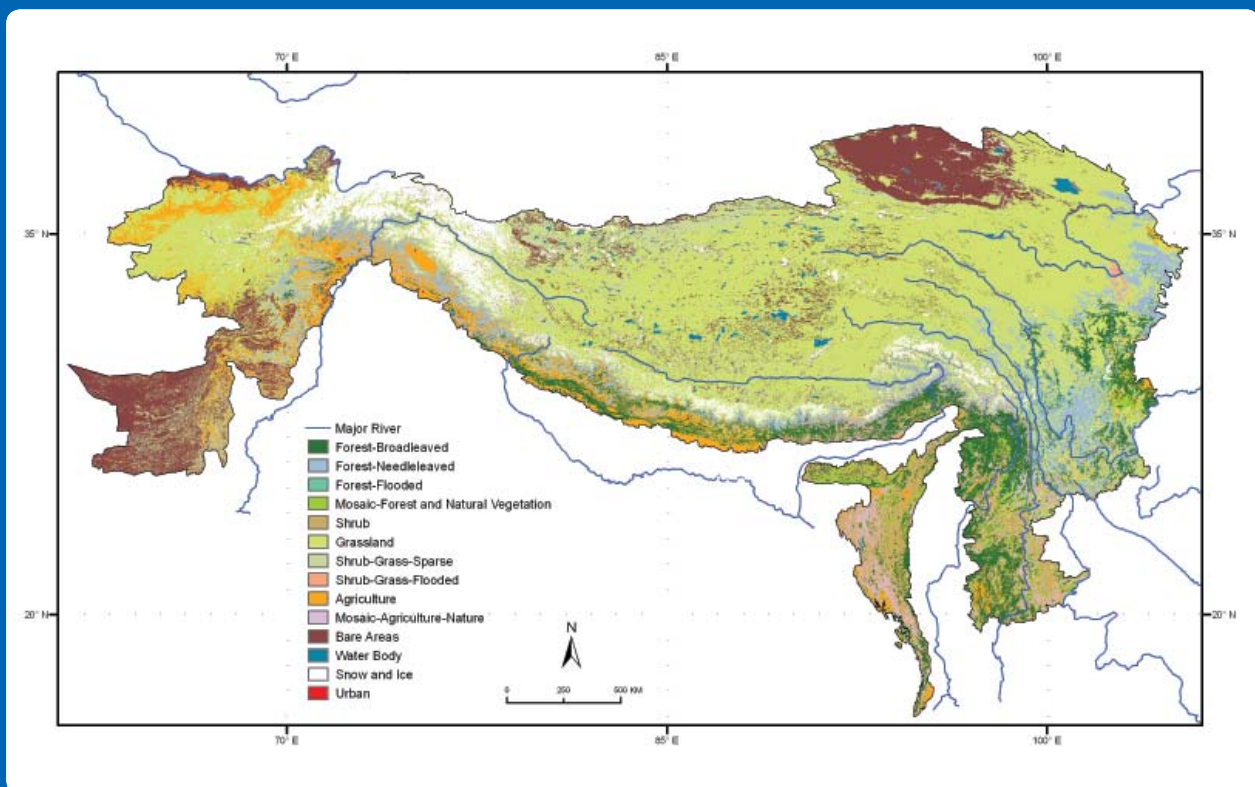 70° E 85° E 100° E
35° N 35° N
Major River
Forest-Broadleaved
Forest-Needleleaved
Forest-Flooded
Mosaic-Forest and Natural Vegetation
Shrub
Grassland
Shrub-Grass-Sparse
Shrub-Grass-Flooded
Agriculture
20° N 20° N
Mosaic-Agriculture-Nature
N
Bare Areas
Water Body
Snow and Ice
0 250 500 KM
Urban
70° E 85° E 100° E